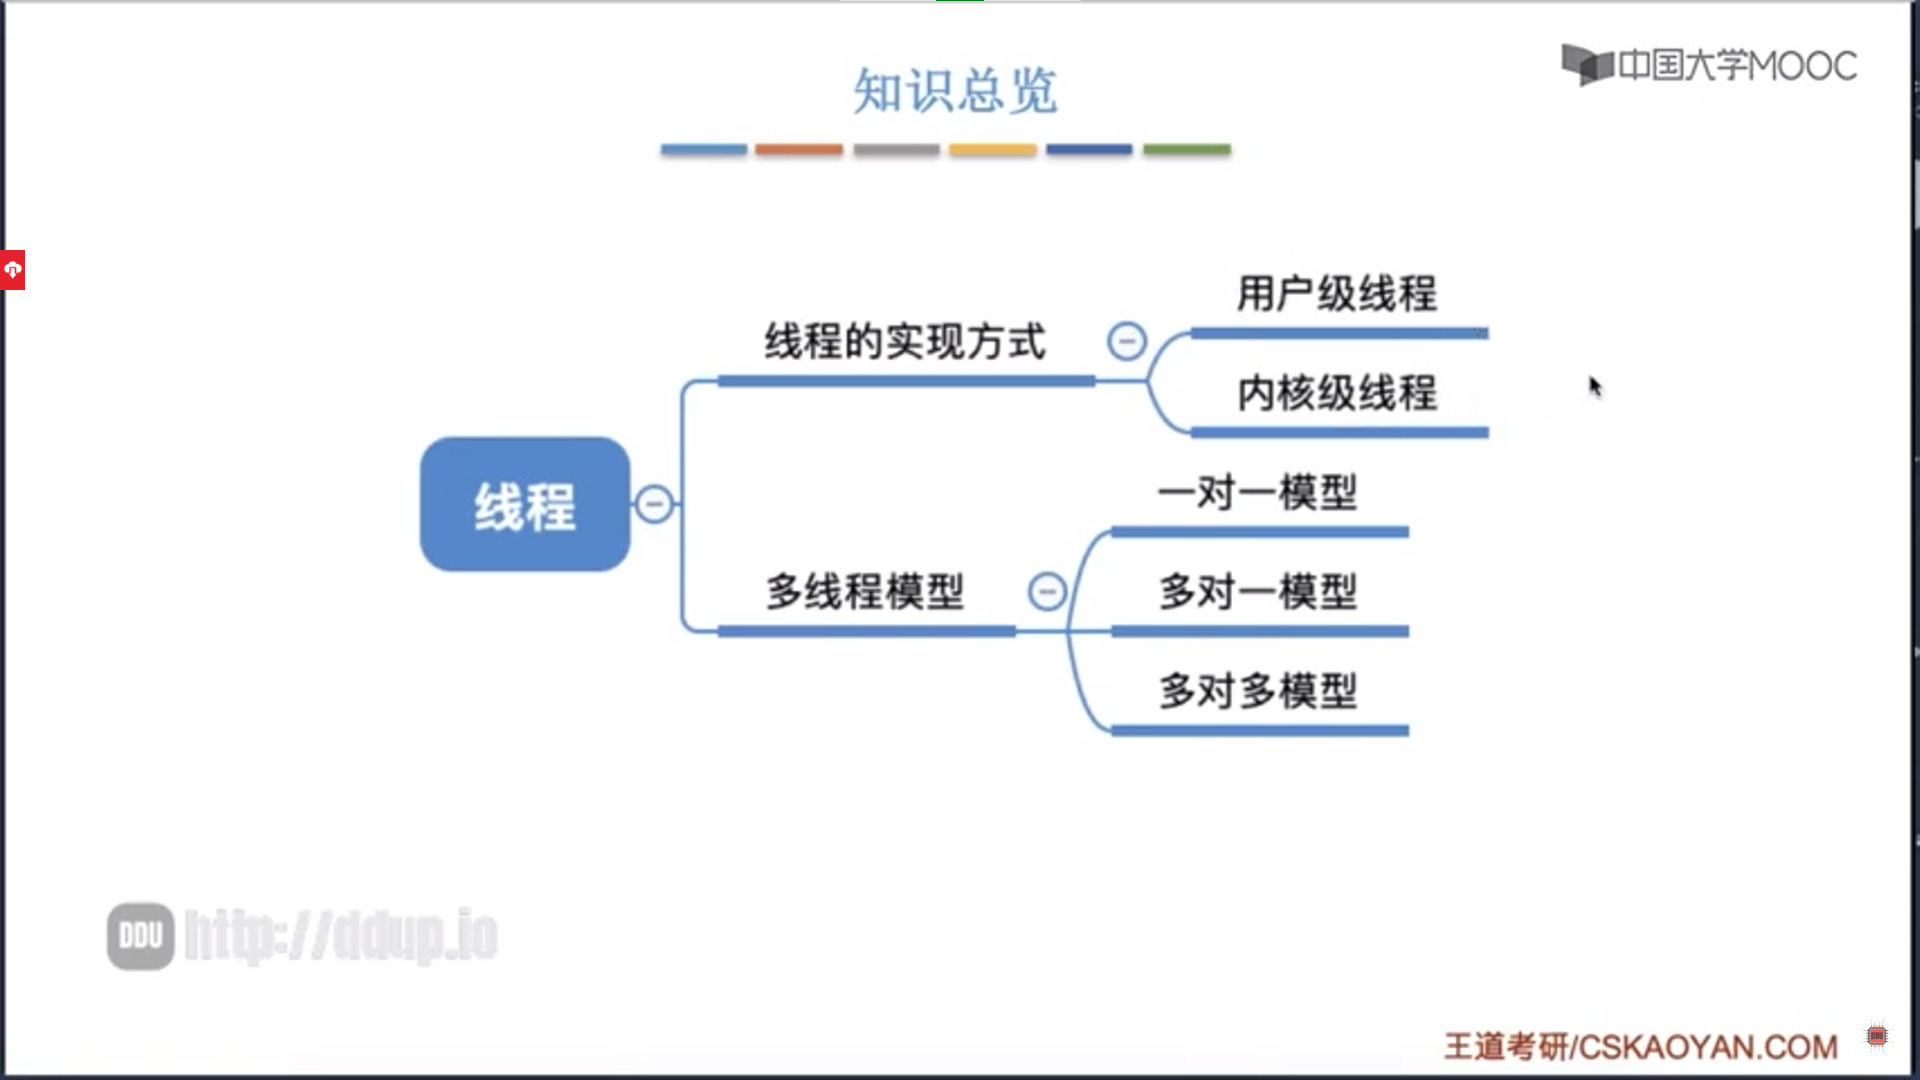 知识总览
中国大学MOOC
线程
线程的实现方式
用户级线程
内核级线程
多线程模型
一对一模型
多对一模型
多对多模型
DDU http://ddup.io
王道考研/CSKAOYAN.COM